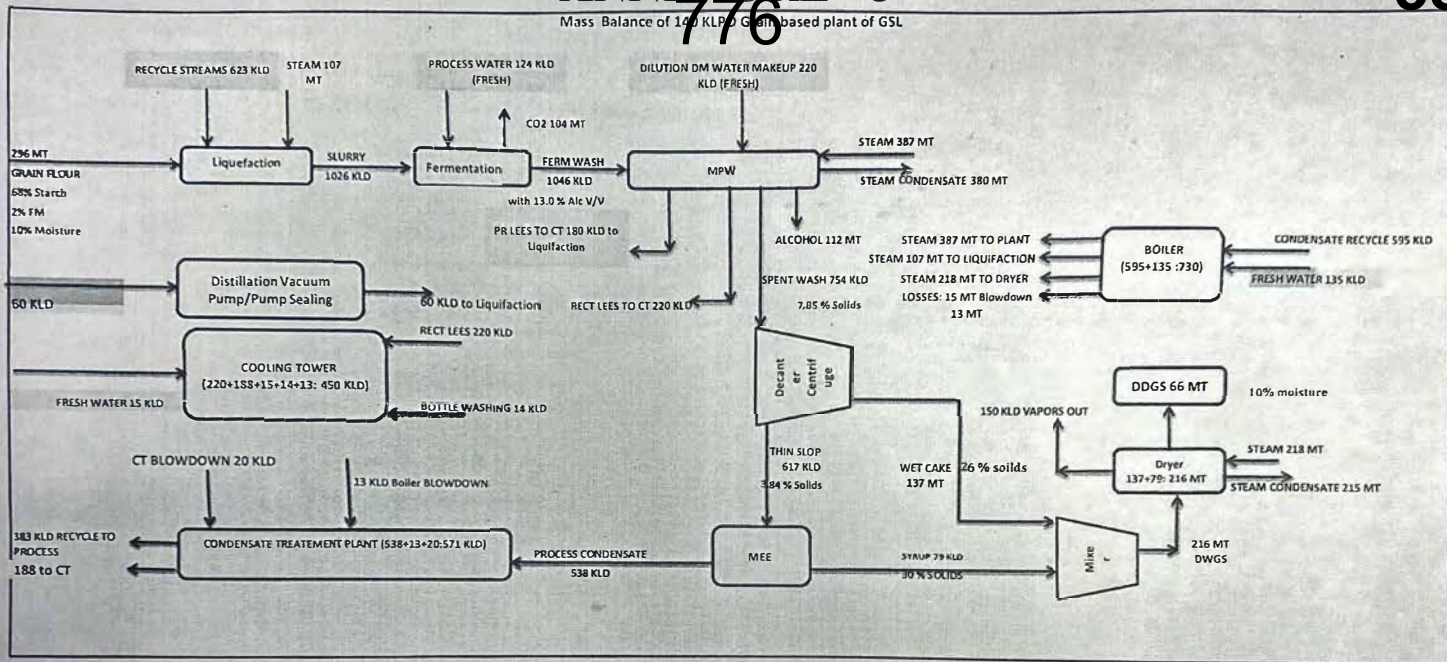 776
Mass Balance of 140 KLPD Grain based plant of GSL
RECYCLE STREAMS 623 KLD
STEAM 107
MT
PROCESS WATER 124 KLD
(FRESH)
DILUTION DM WATER MAKEUP 220
KLD (FRESH)
CO2 104 MT
296 MT
GRAIN FLOUR
68% Starch
2% FM
10% Moisture
Liquefaction
SLURRY
1026 KLD
Fermentation
FERM WASH
1046 KLD
with 13.0 % Alc V/V
MPW
STEAM 387 MT
STEAM CONDENSATE 380 MT
PR LEES TO CT 180 KLD to
Liquifaction
ALCOHOL 112 MT
SPENT WASH 754 KLD
7.85 % Solids
RECT LEES TO CT 220 KLD
STEAM 387 MT TO PLANT
STEAM 107 MT TO LIQUIFACTION
STEAM 218 MT TO DRYER
LOSSES: 15 MT Blowdown
13 MT
BOILER
(595+135 :730)
CONDENSATE RECYCLE 595 KLD
FRESH WATER 135 KLD
60 KLD
Distillation Vacuum
Pump/Pump Sealing
60 KLD to Liquifaction
RECT LEES 220 KLD
COOLING TOWER
(220+188+15+14+13: 450 KLD)
FRESH WATER 15 KLD
BOTTLE WASHING 14 KLD
Decant
er
Centrif
uge
DDGS 66 MT
10% moisture
150 KLD VAPORS OUT
Dryer
137+79: 216 MT
STEAM 218 MT
STEAM CONDENSATE 215 MT
THIN SLOP
617 KLD
3.84 % Solids
WET CAKE
137 MT
26 % soilds
CT BLOWDOWN 20 KLD
13 KLD Boiler BLOWDOWN
383 KLD RECYCLE TO
PROCESS
188 to CT
CONDENSATE TREATEMENT PLANT (538+13+20:571 KLD)
PROCESS CONDENSATE
538 KLD
MEE
SYRUP 79 KLD
30 % SOLIDS
Mixe
r
216 MT
DWGS